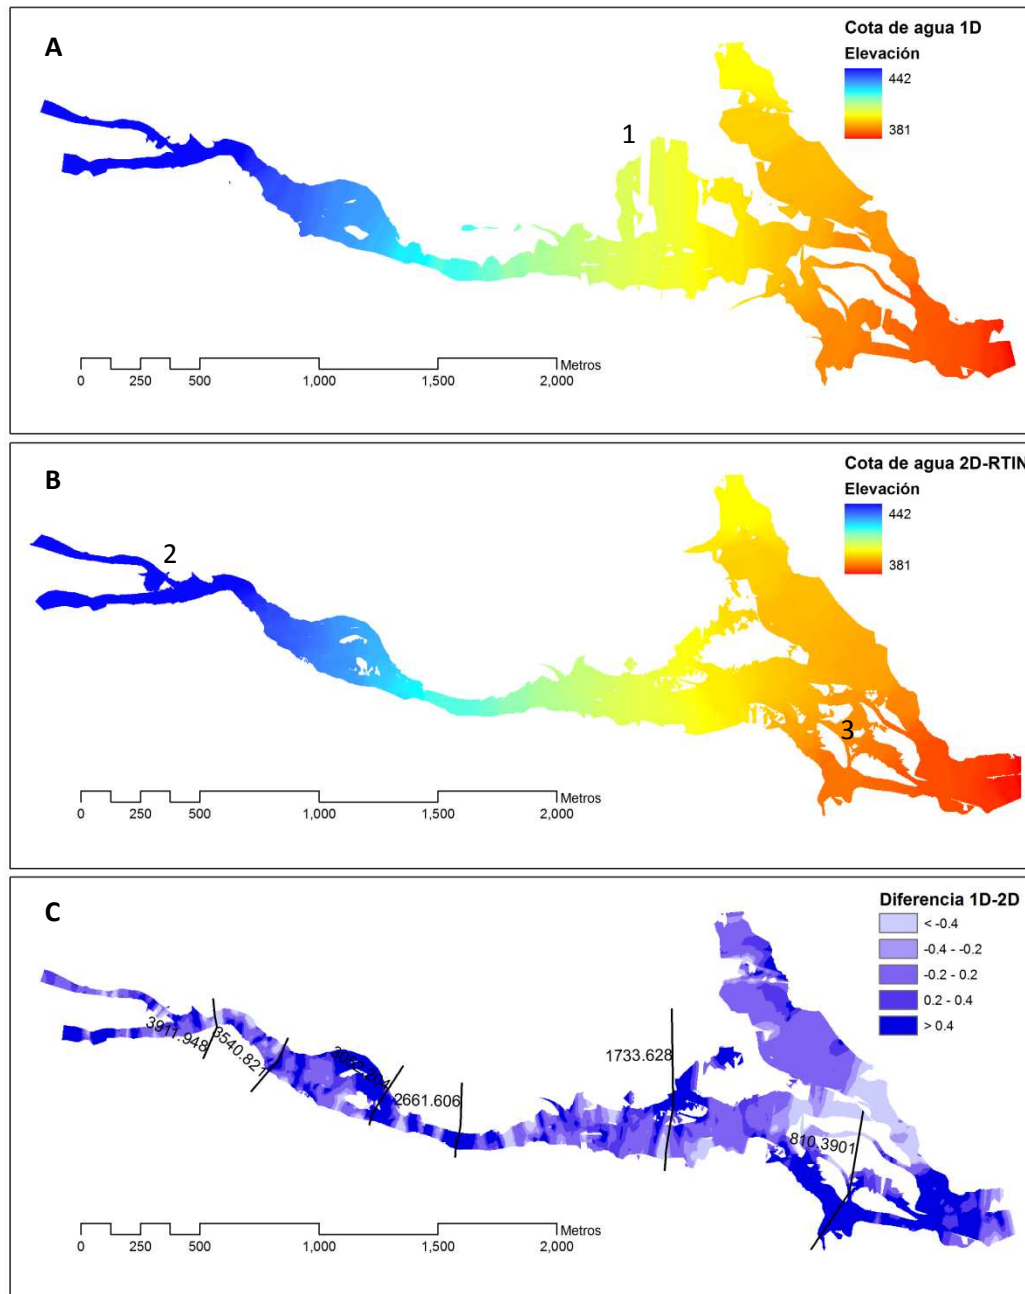 A
Cota de agua 1D
Elevación
442
381
1
Metros
0 250 500 1,000 1,500 2,000
B
Cota de agua 2D-RTIN
Elevación
442
381
2
3
Metros
0 250 500 1,000 1,500 2,000
C
Diferencia 1D-2D
< -0.4
-0.4 - -0.2
-0.2 - 0.2
0.2 - 0.4
> 0.4
3911.948
3540.821
2661.606
1733.628
810.3901
Metros
0 250 500 1,000 1,500 2,000